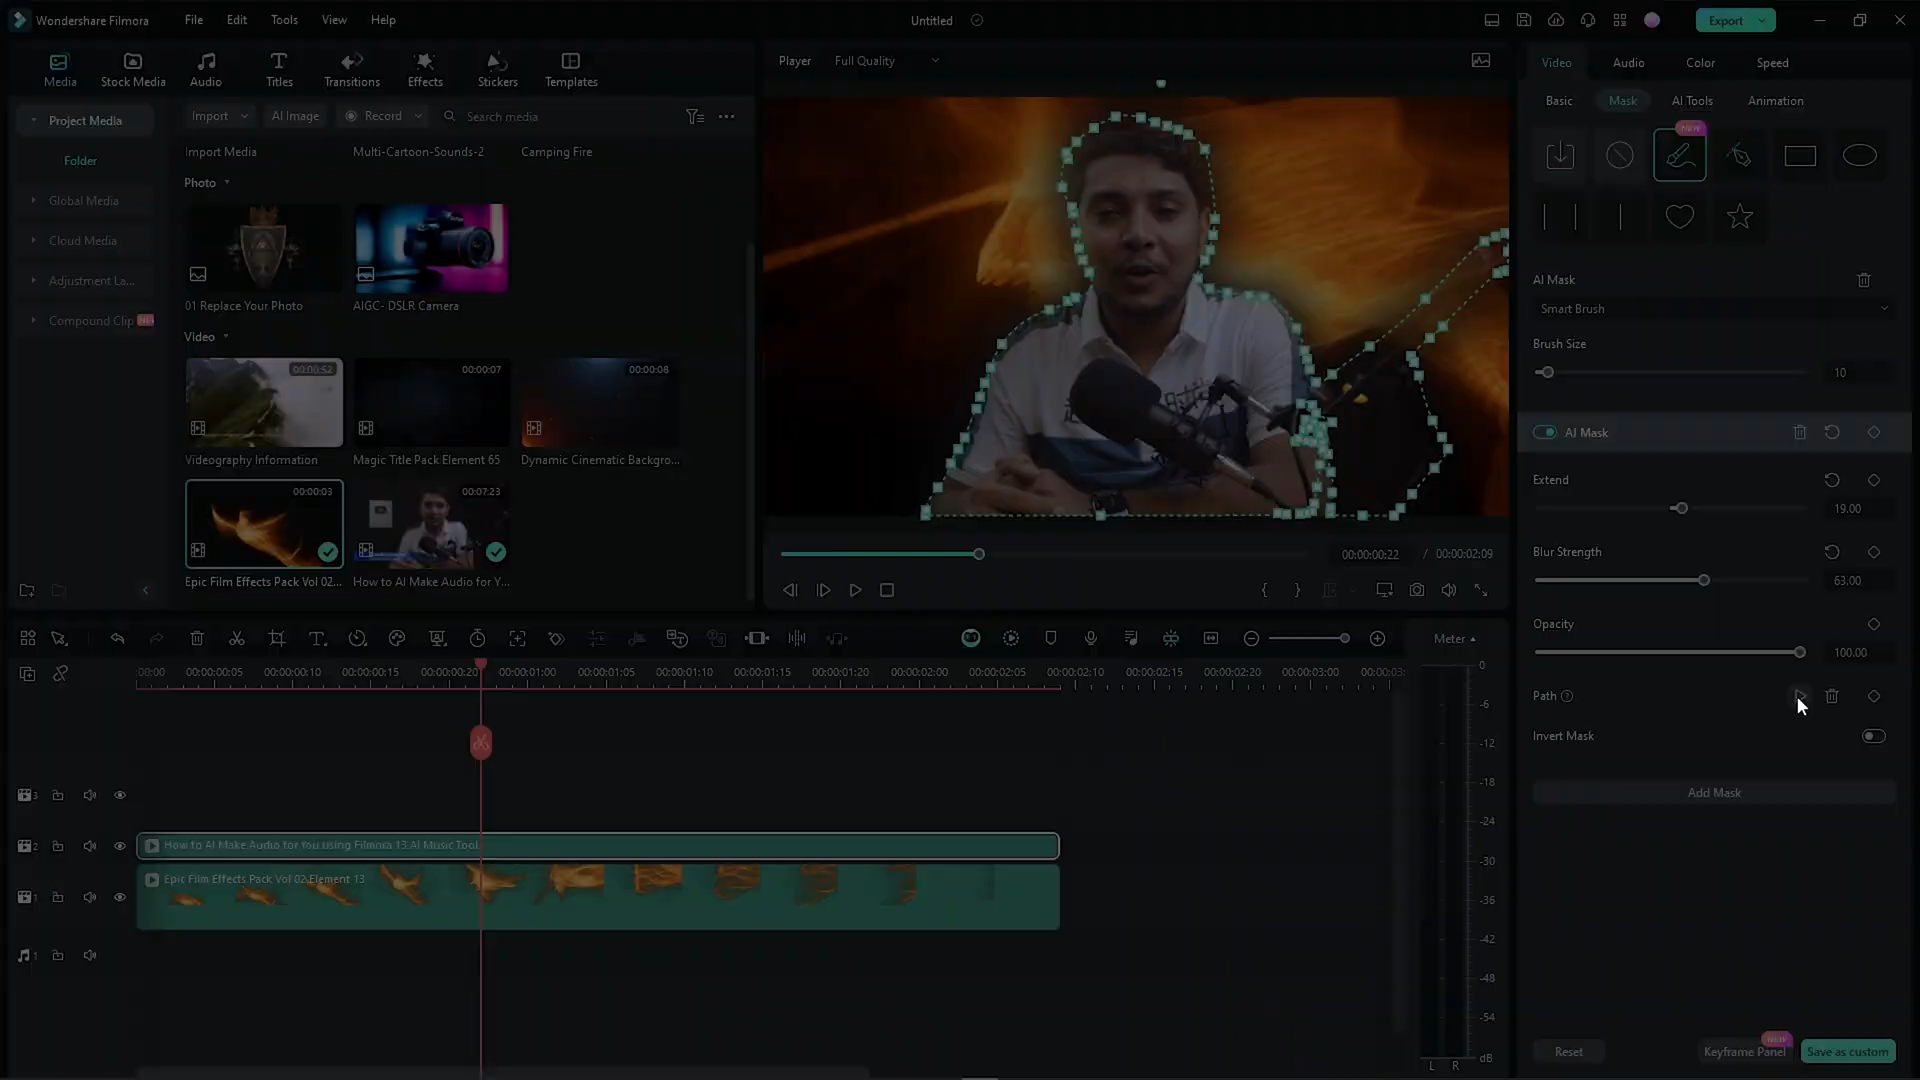 Wondershare Filmora
File
Edit
Tools
View
Help
Untitled
Export
Media
Stock Media
Audio
Titles
Transitions
Effects
Stickers
Templates
Player
Full Quality
Video
Audio
Color
Speed
Basic
Mask
AI Tools
Animation
NEW
Project Media
Folder
Global Media
Cloud Media
Adjustment La...
Compound Clip
Import
AI Image
Record
Search media
Import Media
Multi-Cartoon-Sounds-2
Camping Fire
Photo
01 Replace Your Photo
AIGC- DSLR Camera
Video
00:00:52
00:00:07
00:00:08
Videography Information
Magic Title Pack Element 65
Dynamic Cinematic Backgro...
00:00:03
00:07:23
Epic Film Effects Pack Vol 02...
How to AI Make Audio for Y...
00:00:00:22 / 00:00:02:09
AI Mask
Smart Brush
Brush Size
10
AI Mask
Extend
19.00
Blur Strength
63.00
Opacity
100.00
Path
Invert Mask
Add Mask
Reset
Keyframe Panel
NEW
Save as custom
Meter
:00:00
00:00:00:05
00:00:00:10
00:00:00:15
00:00:00:20
00:00:01:00
00:00:01:05
00:00:01:10
00:00:01:15
00:00:01:20
00:00:02:00
00:00:02:05
00:00:02:10
00:00:02:15
00:00:02:20
00:00:03:00
00:00:03:
3
2
How to AI Make Audio for You using Filmora 13 AI Music Tool
1
Epic Film Effects Pack Vol 02 Element 13
1
0
-6
-12
-18
-24
-30
-36
-42
-48
-54
dB
L
R